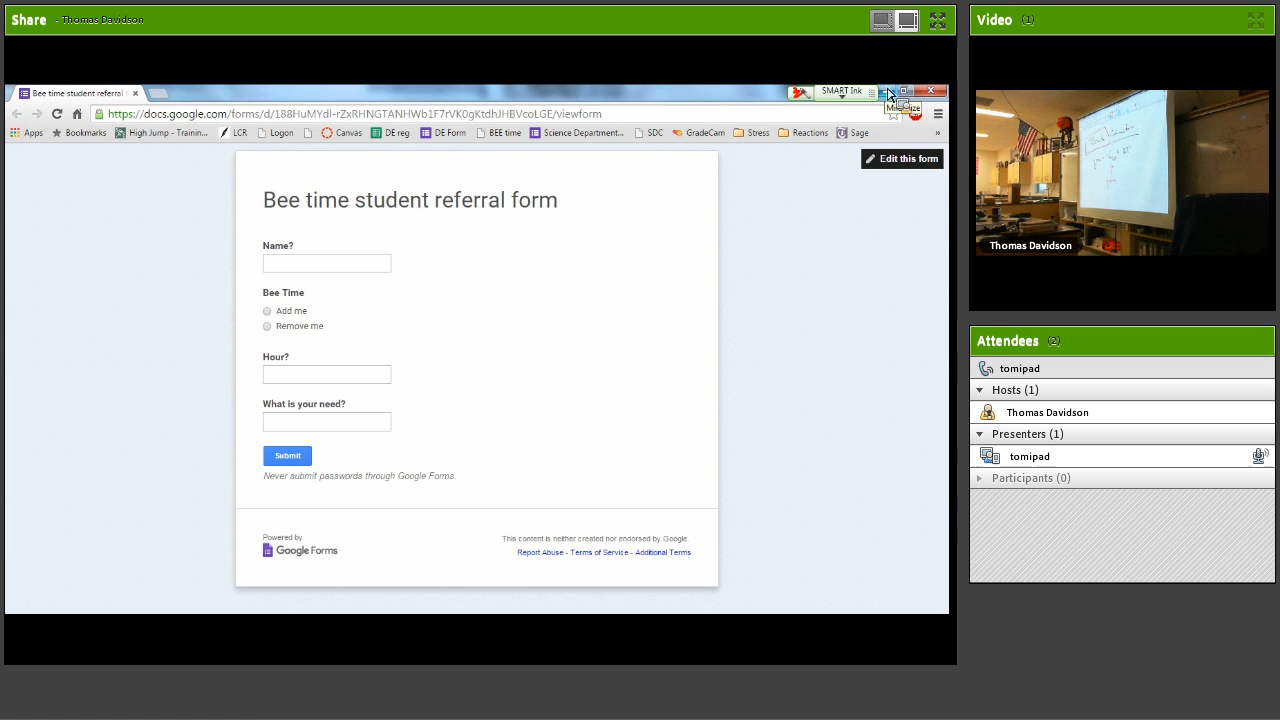 Share - Thomas Davidson
Bee time student referral f
SMART Ink
https://docs.google.com/forms/d/188HuMYdl-rZxRHNGTANHWb1F7rYK0gKtdhJHBVcoLGE/viewform
Apps Bookmarks High Jump - Trainin... LCR Logon Canvas DE reg DE Form BEE time Science Department... SDC GradeCam Stress Reactions Sage »
Edit this form
Bee time student referral form
Name?
Bee Time
Add me
Remove me
Hour?
What is your need?
Submit
Never submit passwords through Google Forms.
Powered by
Google Forms
This content is neither created nor endorsed by Google.
Report Abuse - Terms of Service - Additional Terms
Video (1)
Thomas Davidson
Attendees (2)
tomipad
Hosts (1)
Thomas Davidson
Presenters (1)
tomipad
Participants (0)